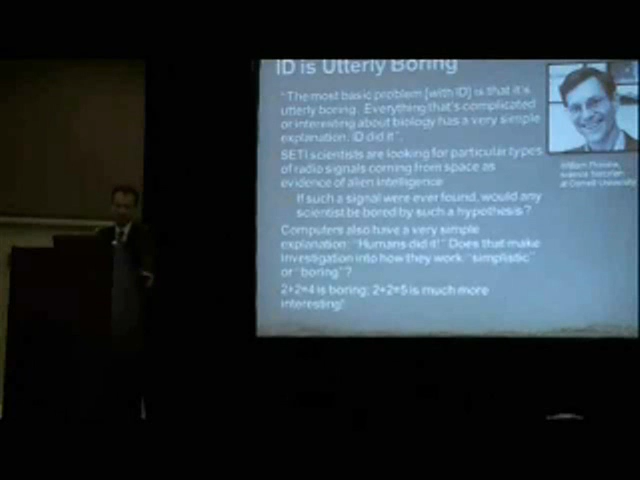 ID is Utterly Boring
"The most basic problem [with ID] is that it's
utterly boring. Everything that's complicated
or interesting about biology has a very simple
explanation: ID did it".
SETI scientists are looking for particular types
of radio signals coming from space as
evidence of alien intelligence
If such a signal were ever found, would any
scientist be bored by such a hypothesis?
Computers also have a very simple
explanation: "Humans did it!" Does that make
investigation into how they work "simplistic"
or "boring"?
2+2=4 is boring; 2+2=5 is much more
interesting!
William Provine,
science historian
at Cornell University